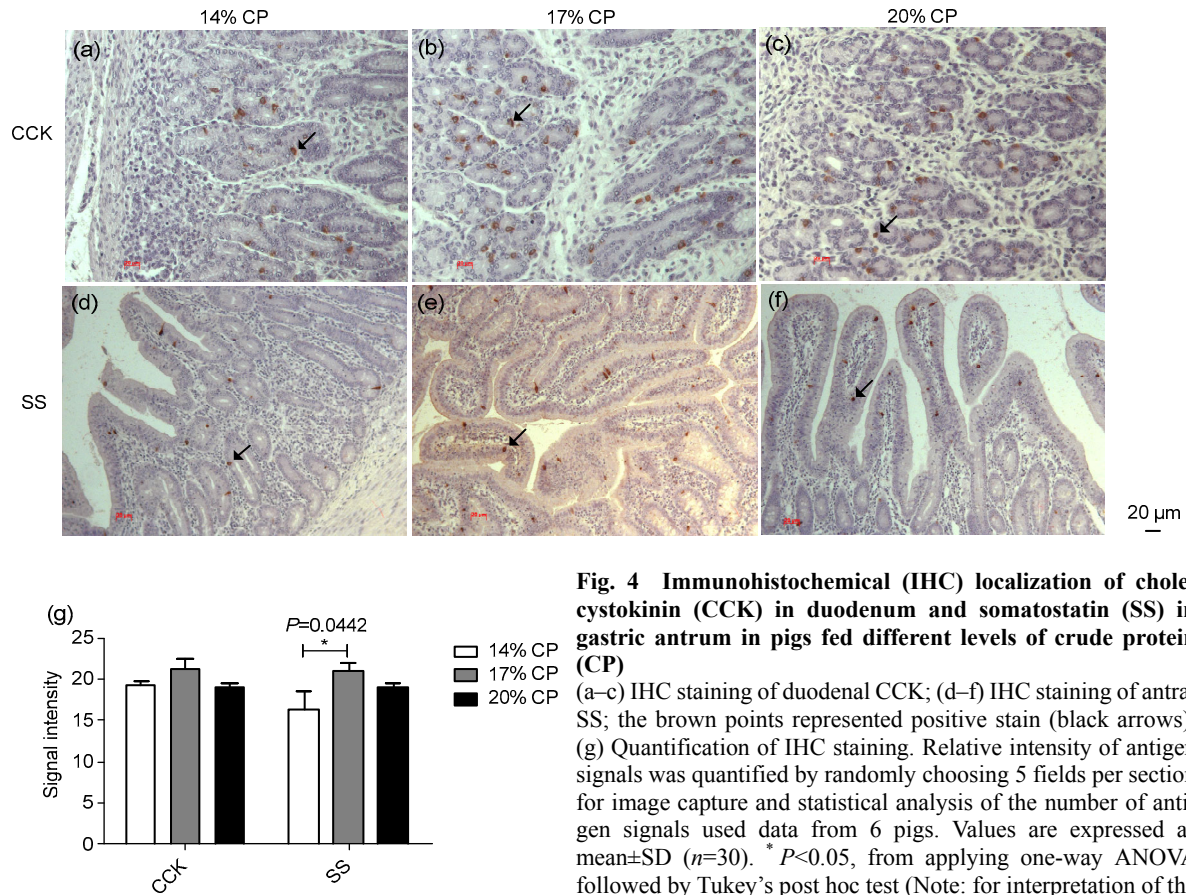 14% CP 17% CP 20% CP
(a) (b) (c)
CCK
(d) (e) (f)
SS
20 µm
(g)
P=0.0442
*
25
20
15
10
5
0
Signal intensity
CCK SS
14% CP
17% CP
20% CP
Fig. 4 Immunohistochemical (IHC) localization of chole
cystokinin (CCK) in duodenum and somatostatin (SS) i
gastric antrum in pigs fed different levels of crude protei
(CP)
(a–c) IHC staining of duodenal CCK; (d–f) IHC staining of antra
SS; the brown points represented positive stain (black arrows)
(g) Quantification of IHC staining. Relative intensity of antige
signals was quantified by randomly choosing 5 fields per section
for image capture and statistical analysis of the number of anti
gen signals used data from 6 pigs. Values are expressed a
mean±SD (n=30). * P<0.05, from applying one-way ANOVA
followed by Tukey's post hoc test (Note: for interpretation of th